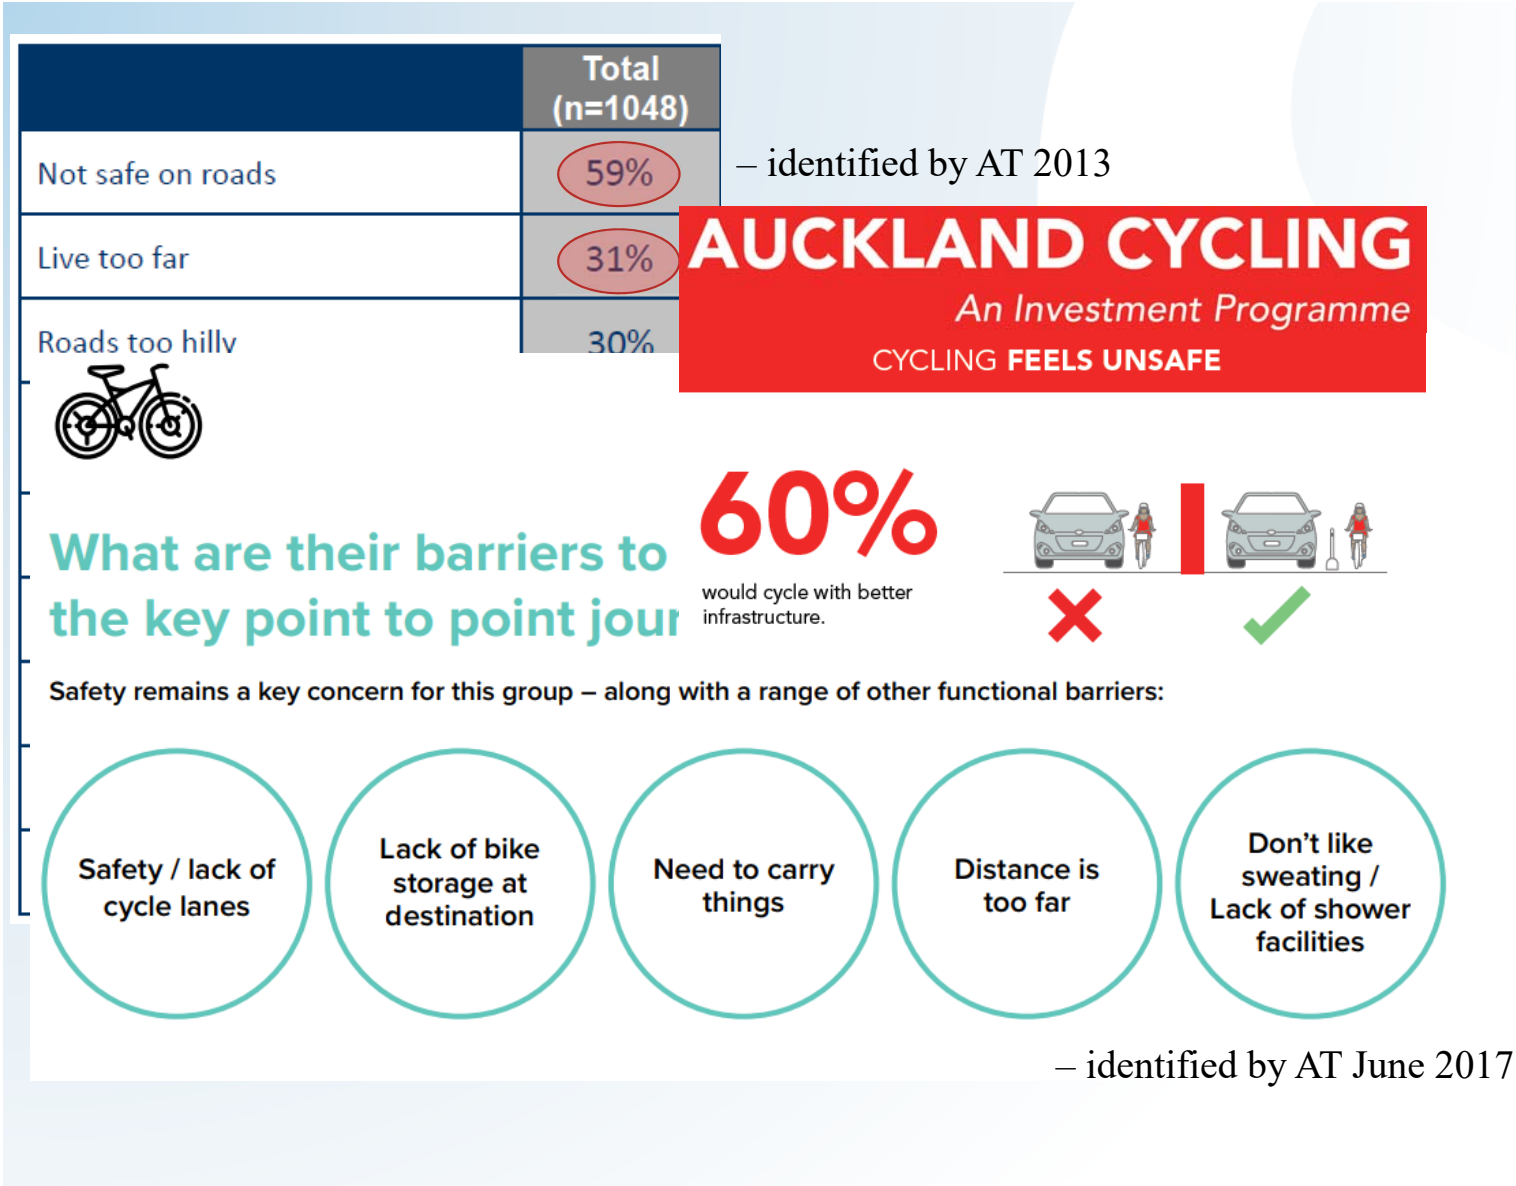 Total
(n=1048)
Not safe on roads 59%
– identified by AT 2013
Live too far 31%
Roads too hilly 30%
AUCKLAND CYCLING
An Investment Programme
CYCLING FEELS UNSAFE
60%
would cycle with better
infrastructure.
What are their barriers to
the key point to point jour
Safety remains a key concern for this group – along with a range of other functional barriers:
Safety / lack of
cycle lanes
Lack of bike
storage at
destination
Need to carry
things
Distance is
too far
Don’t like
sweating /
Lack of shower
facilities
– identified by AT June 2017